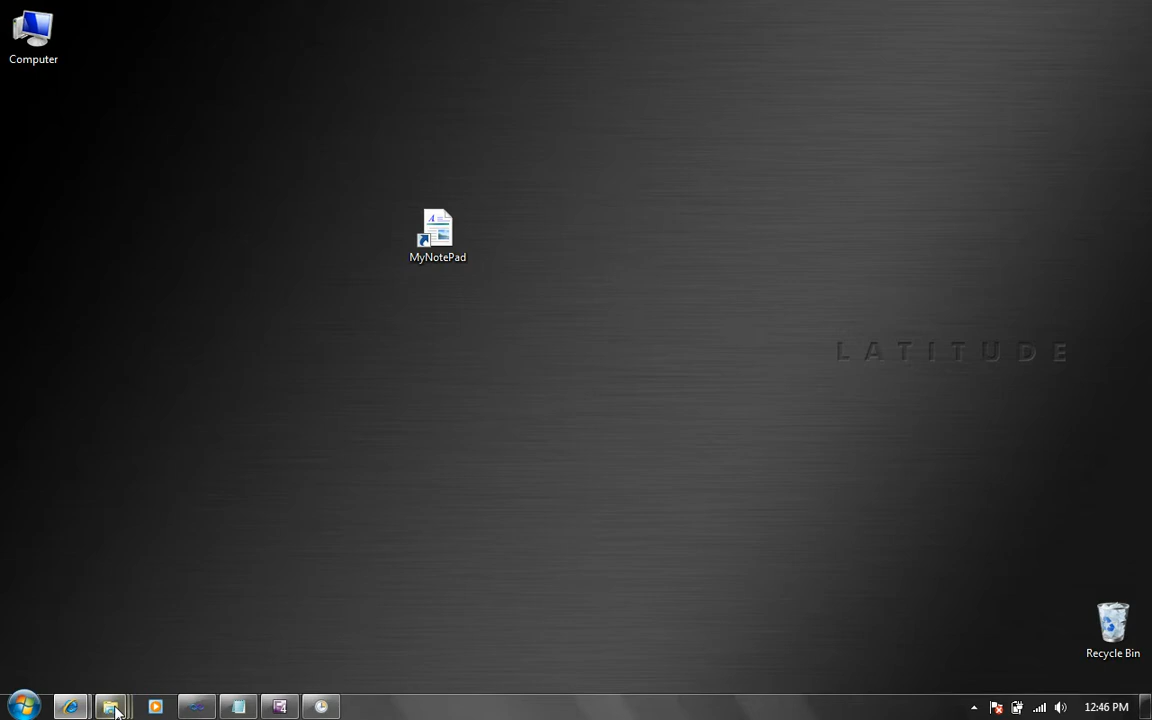 Computer
MyNotePad
LATITUDE
Recycle Bin
12:46 PM